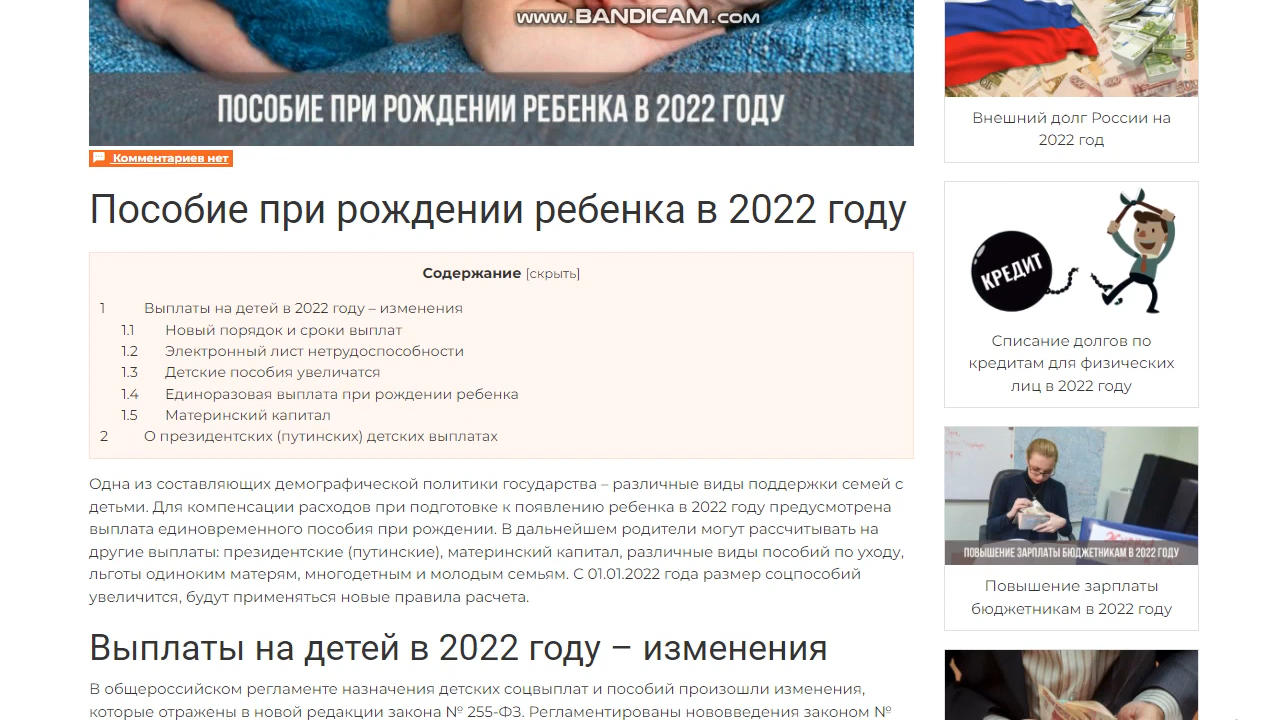 www.BANDICAM.com
ПОСОБИЕ ПРИ РОЖДЕНИИ РЕБЕНКА В 2022 ГОДУ
Комментариев нет
Пособие при рождении ребенка в 2022 году
Содержание [скрыть]
1 Выплаты на детей в 2022 году – изменения
1.1 Новый порядок и сроки выплат
1.2 Электронный лист нетрудоспособности
1.3 Детские пособия увеличатся
1.4 Единоразовая выплата при рождении ребенка
1.5 Материнский капитал
2 О президентских (путинских) детских выплатах
Одна из составляющих демографической политики государства – различные виды поддержки семей с
детьми. Для компенсации расходов при подготовке к появлению ребенка в 2022 году предусмотрена
выплата единовременного пособия при рождении. В дальнейшем родители могут рассчитывать на
другие выплаты: президентские (путинские), материнский капитал, различные виды пособий по уходу,
льготы одиноким матерям, многодетным и молодым семьям. С 01.01.2022 года размер соцпособий
увеличится, будут применяться новые правила расчета.
Выплаты на детей в 2022 году – изменения
В общероссийском регламенте назначения детских соцвыплат и пособий произошли изменения,
которые отражены в новой редакции закона № 255-ФЗ. Регламентированы нововведения законом №
Внешний долг России на
2022 год
КРЕДИТ
Списание долгов по
кредитам для физических
лиц в 2022 году
ПОВЫШЕНИЕ ЗАРПЛАТЫ БЮДЖЕТНИКАМ В 2022 ГОДУ
Повышение зарплаты
бюджетникам в 2022 году